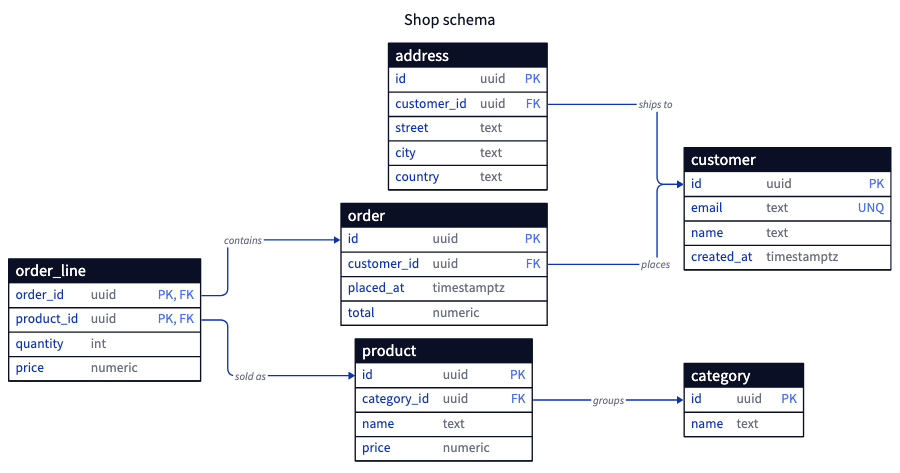 Shop schema
address
id uuid PK
customer_id uuid FK
street text
city text
country text
ships to
customer
id uuid PK
email text UNQ
name text
created_at timestamptz
order
id uuid PK
customer_id uuid FK
placed_at timestamptz
total numeric
contains
places
order_line
order_id uuid PK, FK
product_id uuid PK, FK
quantity int
price numeric
sold as
product
id uuid PK
category_id uuid FK
name text
price numeric
groups
category
id uuid PK
name text